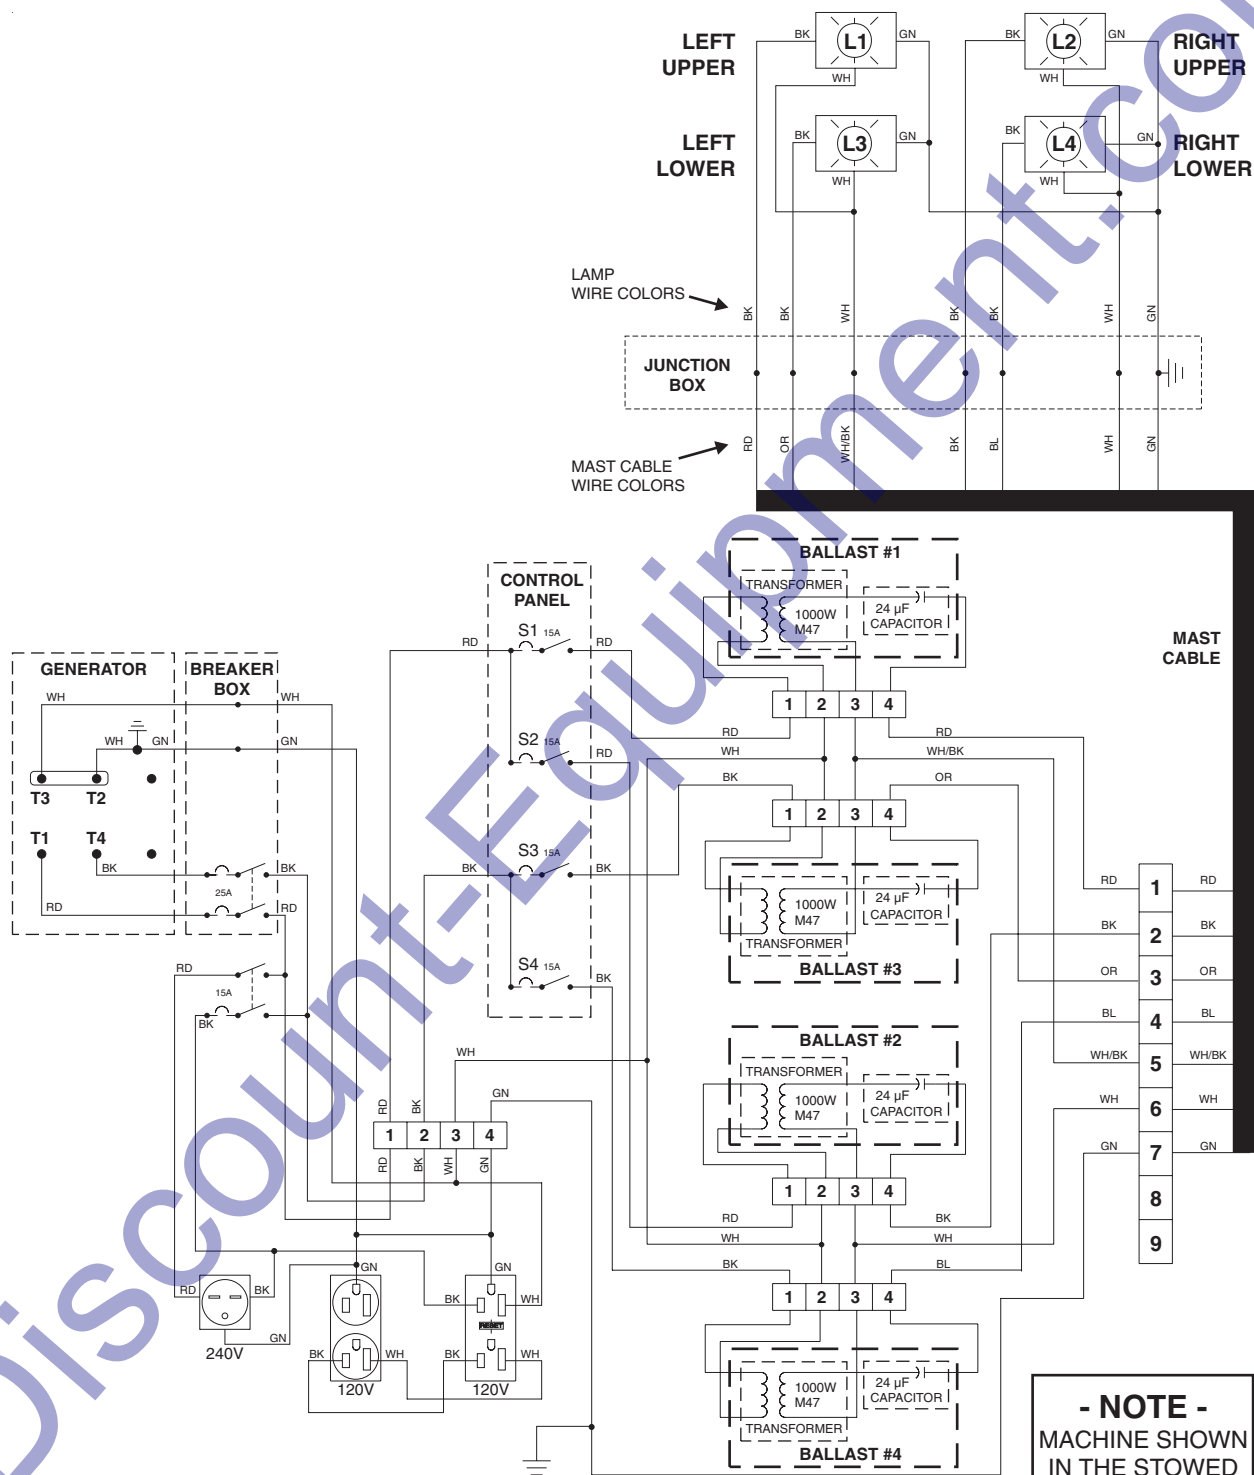 LEFT
UPPER
BK
L1
GN
WH
BK
L2
GN
WH
RIGHT
UPPER
LEFT
LOWER
BK
L3
GN
WH
BK
L4
GN
WH
RIGHT
LOWER
LAMP
WIRE COLORS
BK
BK
WH
BK
BK
WH
GN
JUNCTION
BOX
MAST CABLE
WIRE COLORS
RD
OR
WH/BK
BK
BL
WH
GN
MAST
CABLE
BALLAST #1
TRANSFORMER
1000W
M47
24 µF
CAPACITOR
1 2 3 4
RD
WH
BK
RD
WH/BK
OR
1 2 3 4
1000W
M47
TRANSFORMER
24 µF
CAPACITOR
BALLAST #3
BALLAST #2
TRANSFORMER
1000W
M47
24 µF
CAPACITOR
1 2 3 4
RD
WH
BK
BK
WH
BL
1 2 3 4
1000W
M47
TRANSFORMER
24 µF
CAPACITOR
BALLAST #4
CONTROL
PANEL
RD
S1 15A
RD
S2 15A
RD
BK
S3 15A
BK
S4 15A
BK
GENERATOR
WH
WH
GN
T3
T2
T1
T4
BK
RD
BREAKER
BOX
WH
GN
25A
BK
RD
RD
15A
BK
WH
GN
RD
BK
1 2 3 4
RD
BK
WH
GN
RD
BK
GN
240V
GN
BK
WH
120V
GN
BK
WH
RESET
BK
WH
120V
RD 1 RD
BK 2 BK
OR 3 OR
BL 4 BL
WH/BK 5 WH/BK
WH 6 WH
GN 7 GN
8
9
- NOTE -
MACHINE SHOWN
IN THE STOWED
Discount-Equipment.co